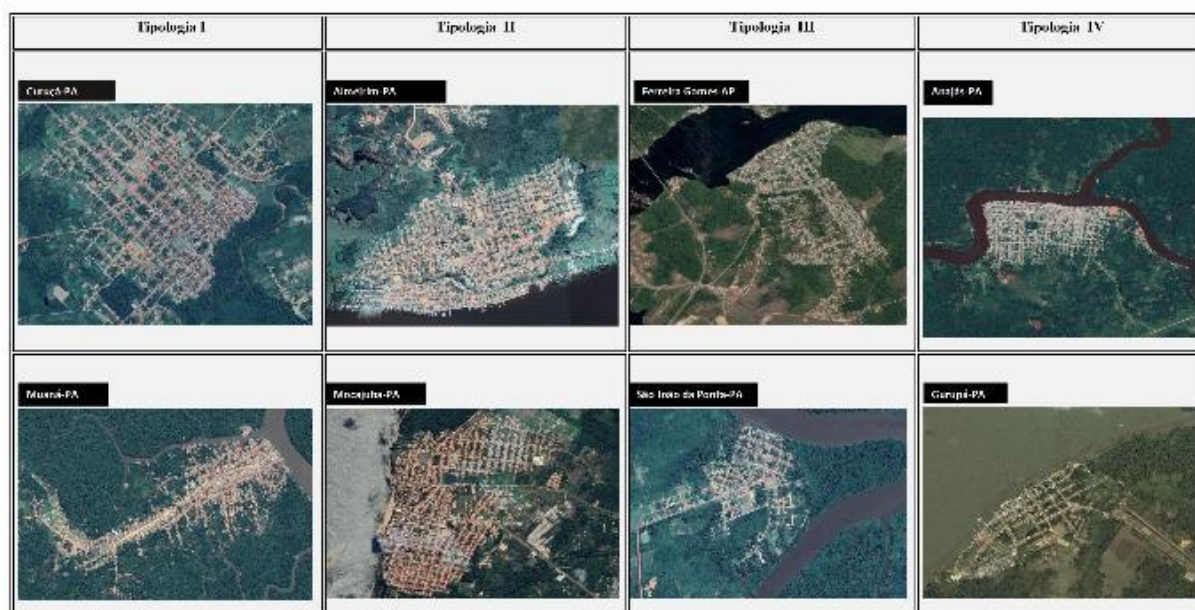 Tipologia I
Tipologia II
Tipologia III
Tipologia IV
Curuçá-PA
Almeirim-PA
Ferreira Gomes-AP
Anajás-PA
Muaná-PA
Mocajuba-PA
São João da Ponta-PA
Gurupá-PA